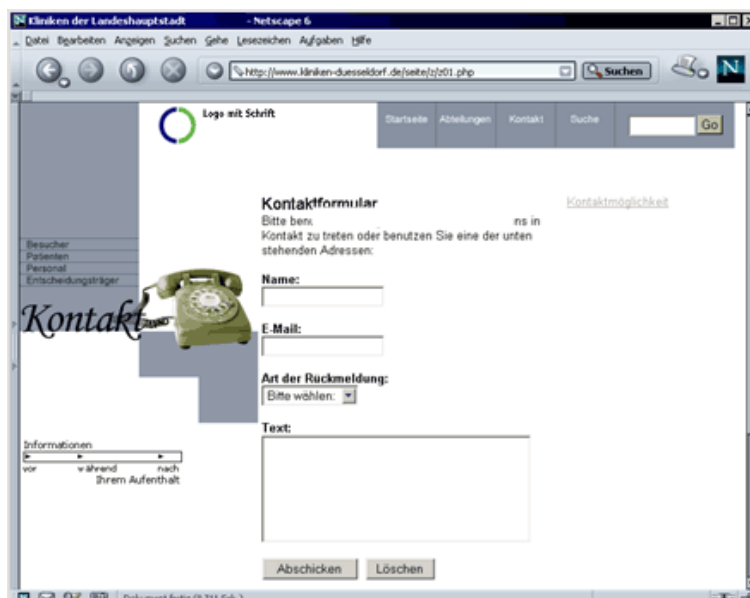 Kliniken der Landeshauptstadt - Netscape 6
Datei Bearbeiten Anzeigen Suchen Gehe Lesezeichen Aufgaben Hilfe
http://www.kliniken-duesseldorf.de/seite/z/z01.php Suchen N
Logo mit Schrift
Startseite Abteilungen Kontakt Suche Go
Kontaktformular
Kontaktmöglichkeit
Bitte ns in
Kontakt zu treten oder benutzen Sie eine der unten
stehenden Adressen:
Besucher
Patienten
Personal
Entscheidungsträger
Kontakt
Name:
E-Mail:
Art der Rückmeldung:
Bitte wählen:
Text:
Informationen
vor während nach
Ihrem Aufenthalt
Abschicken Löschen